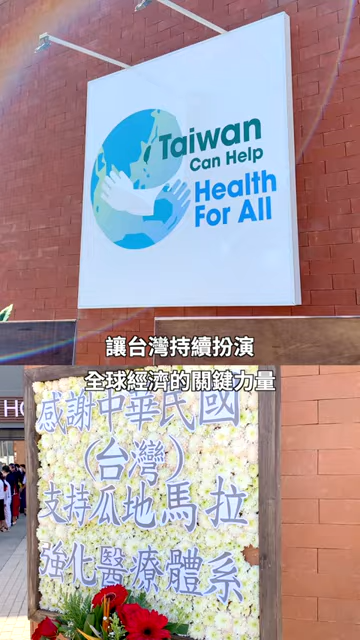 Taiwan
Can Help
Health
For All
讓台灣持續扮演
全球經濟的關鍵力量
HO
感謝中華民國
(台灣)
支持瓜地馬拉
強化醫療體系